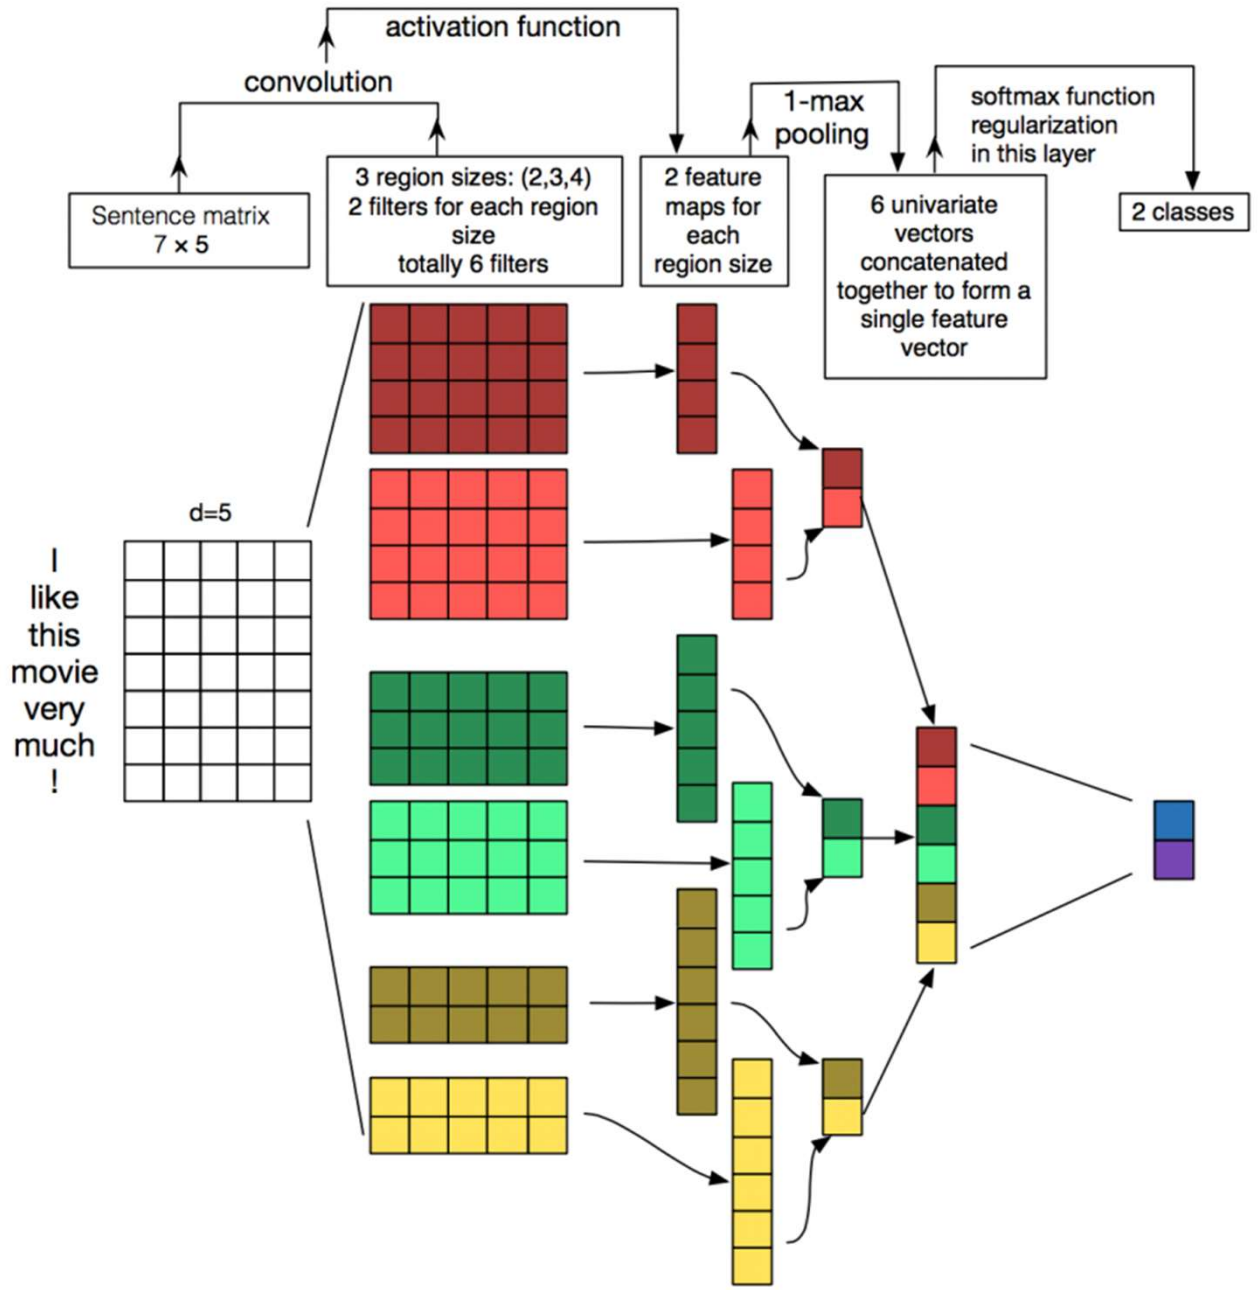 activation function
convolution
1-max
pooling
softmax function
regularization
in this layer
Sentence matrix
7 × 5
3 region sizes: (2,3,4)
2 filters for each region
size
totally 6 filters
2 feature
maps for
each
region size
6 univariate
vectors
concatenated
together to form a
single feature
vector
2 classes
d=5
I
like
this
movie
very
much
!